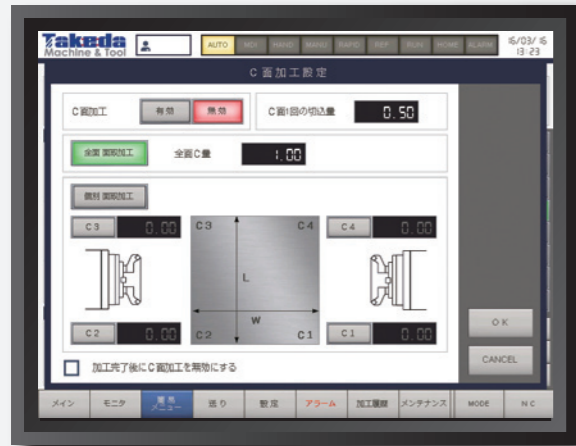 Takeda
Machine & Tool
AUTO MDI HAND MANU RAPID REF RUN HOME ALARM
16/03/16
13:23
C面加工設定
C面加工 有効 無効 C面1回の切込量 0.50
全面 面取加工 全面C量 1.00
個別 面取加工
C3 0.00 C3 C4 C4 0.00
L
W
C2 0.00 C2 C1 C1 0.00
加工完了後にC面加工を無効にする
OK
CANCEL
メイン モニタ 簡易メニュー 送り 設定 アラーム 加工履歴 メンテナンス MODE NC